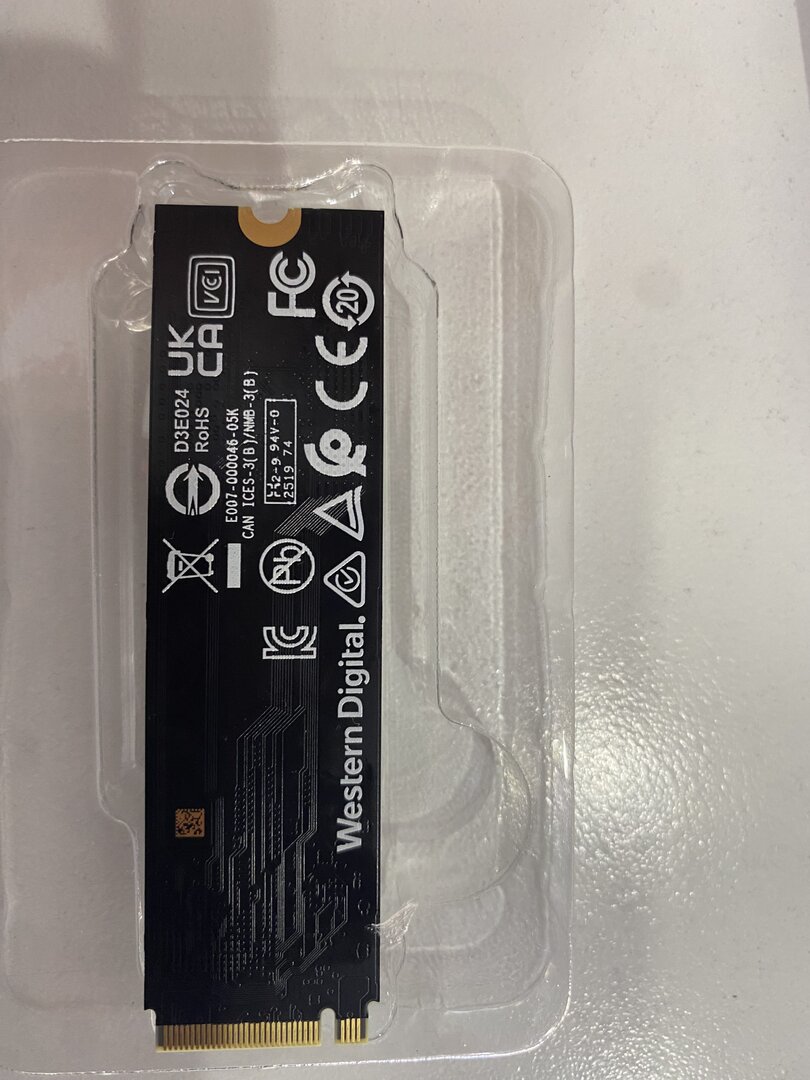 UK
CA
VCI
FC
20
CE
D3E024
RoHS
E007-000046-05K
CAN ICES-3(B)/NMB-3(B)
94V-0
2519 74
Pb
Western Digital.